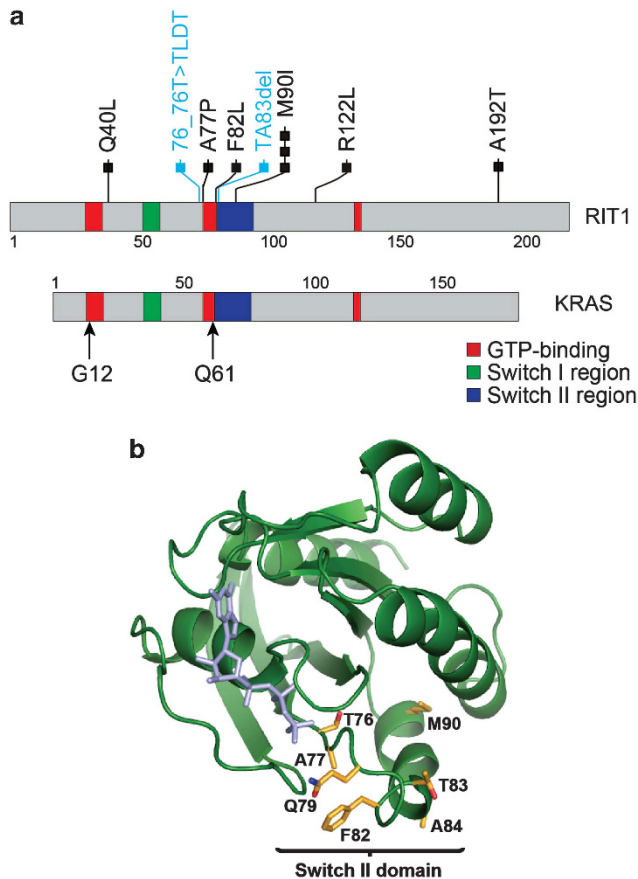 a
Q40L
76_76T>TLDT
A77P
F82L
TA83del
M90I
R122L
A192T
RIT1
1 50 100 150 200
1 50 100 150
KRAS
G12 Q61
GTP-binding
Switch I region
Switch II region
b
T76
M90
A77
T83
Q79
A84
F82
Switch II domain